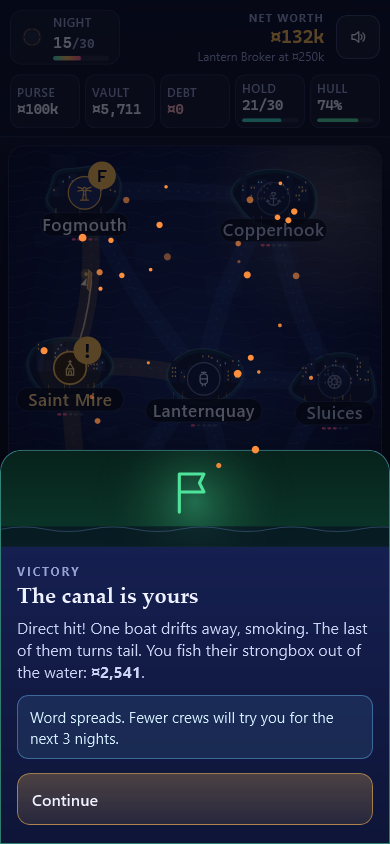 NIGHT
15/30
NET WORTH
¤132k
Lantern Broker at ¤250k
PURSE
¤100k
VAULT
¤5,711
DEBT
¤0
HOLD
21/30
HULL
74%
F
Fogmouth
Copperhook
!
Saint Mire
Lanternquay
Sluices
VICTORY
The canal is yours
Direct hit! One boat drifts away, smoking. The last
of them turns tail. You fish their strongbox out of
the water: ¤2,541.
Word spreads. Fewer crews will try you for the
next 3 nights.
Continue